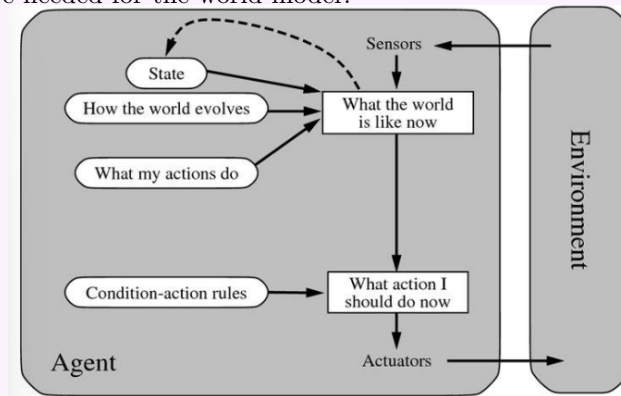 e needed for the world model.
Sensors
State
How the world evolves
What the world
is like now
What my actions do
Environment
Condition-action rules
What action I
should do now
Agent
Actuators